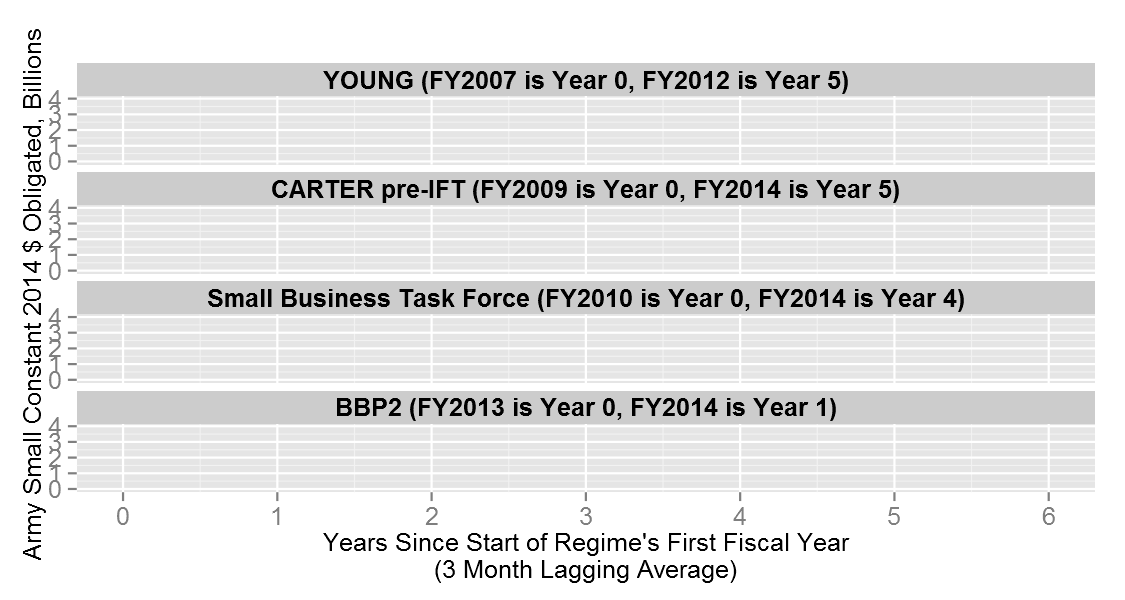 Army Small Constant 2014 $ Obligated, Billions
YOUNG (FY2007 is Year 0, FY2012 is Year 5)
4
3
2
1
0
CARTER pre-IFT (FY2009 is Year 0, FY2014 is Year 5)
4
3
2
1
0
Small Business Task Force (FY2010 is Year 0, FY2014 is Year 4)
4
3
2
1
0
BBP2 (FY2013 is Year 0, FY2014 is Year 1)
4
3
2
1
0
0 1 2 3 4 5 6
Years Since Start of Regime's First Fiscal Year
(3 Month Lagging Average)